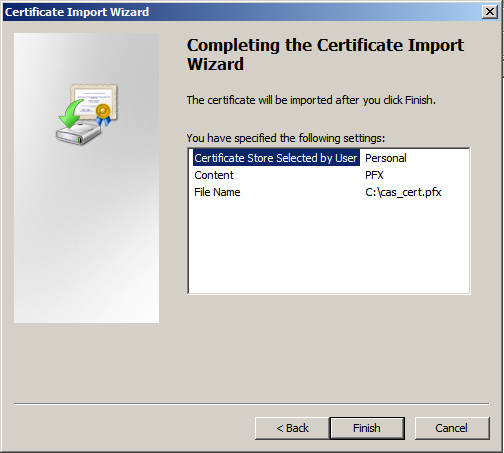 Certificate Import Wizard
Completing the Certificate Import
Wizard
The certificate will be imported after you click Finish.
You have specified the following settings:
Certificate Store Selected by User Personal
Content PFX
File Name C:\cas_cert.pfx
< Back Finish Cancel